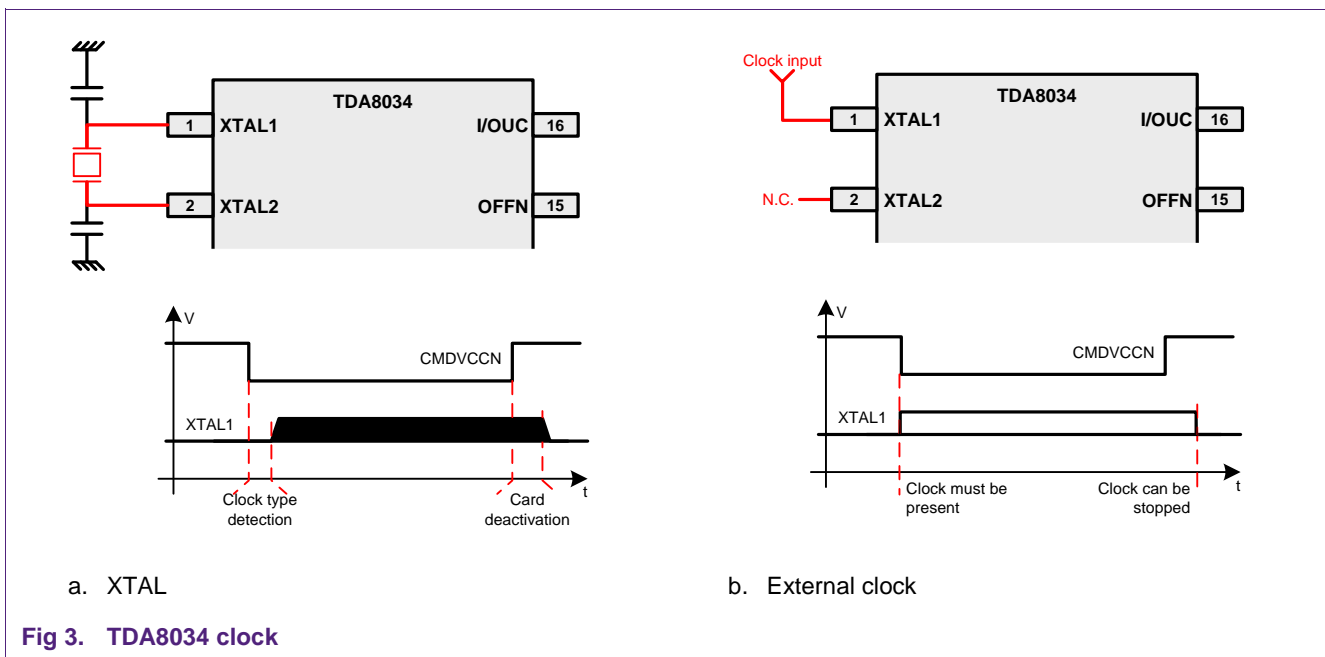 TDA8034
1 XTAL1
I/OUC 16
2 XTAL2
OFFN 15
V
CMDVCCN
XTAL1
t
Clock type
detection
Card
deactivation
a. XTAL
Clock input
TDA8034
1 XTAL1
I/OUC 16
N.C.
2 XTAL2
OFFN 15
V
CMDVCCN
XTAL1
t
Clock must be
present
Clock can be
stopped
b. External clock
Fig 3. TDA8034 clock